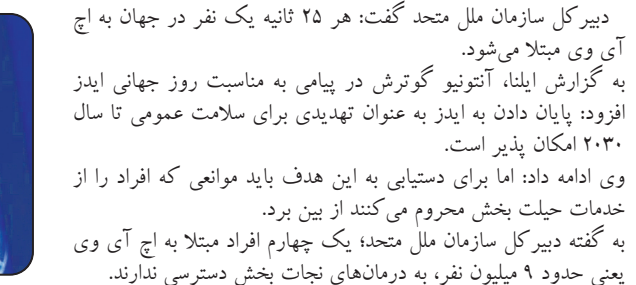 دبیرکل سازمان ملل متحد گفت: هر ۲۵ ثانیه یک نفر در جهان به اچ
آی وی مبتلا می‌شود.
به گزارش ایلنا، آنتونیو گوترش در پیامی به مناسبت روز جهانی ایدز
افزود: پایان دادن به ایدز به عنوان تهدیدی برای سلامت عمومی تا سال
۲۰۳۰ امکان پذیر است.
وی ادامه داد: اما برای دستیابی به این هدف باید موانعی که افراد را از
خدمات حیلت بخش محروم می‌کنند از بین برد.
به گفته دبیرکل سازمان ملل متحد؛ یک چهارم افراد مبتلا به اچ آی وی
یعنی حدود ۹ میلیون نفر، به درمان‌های نجات بخش دسترسی ندارند.